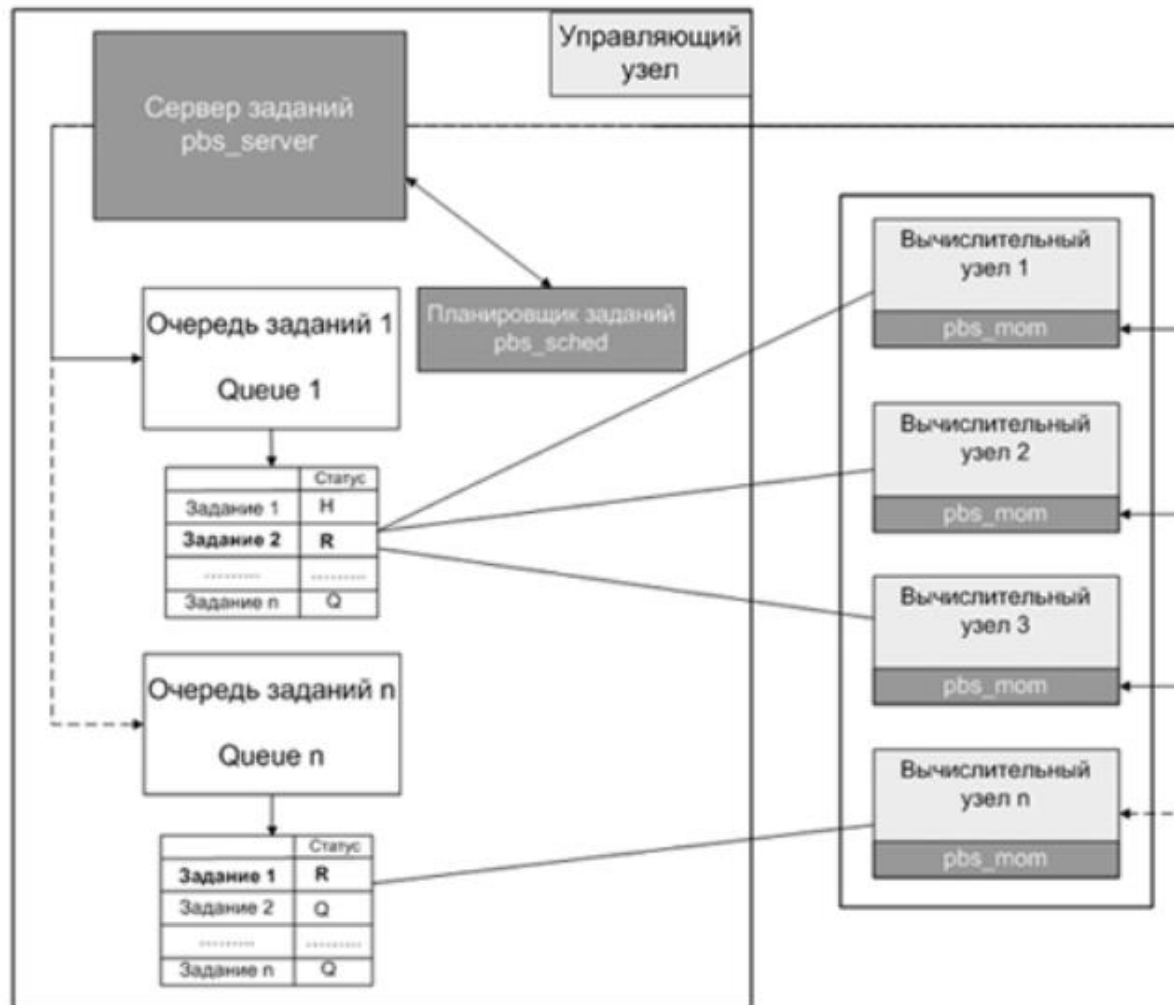 Управляющий
узел
Сервер заданий
pbs_server
Планировщик заданий
pbs_sched
Очередь заданий 1
Queue 1
Статус
Задание 1 H
Задание 2 R
......... .........
Задание n Q
Очередь заданий n
Queue n
Статус
Задание 1 R
Задание 2 Q
......... .........
Задание n Q
Вычислительный
узел 1
pbs_mom
Вычислительный
узел 2
pbs_mom
Вычислительный
узел 3
pbs_mom
Вычислительный
узел n
pbs_mom